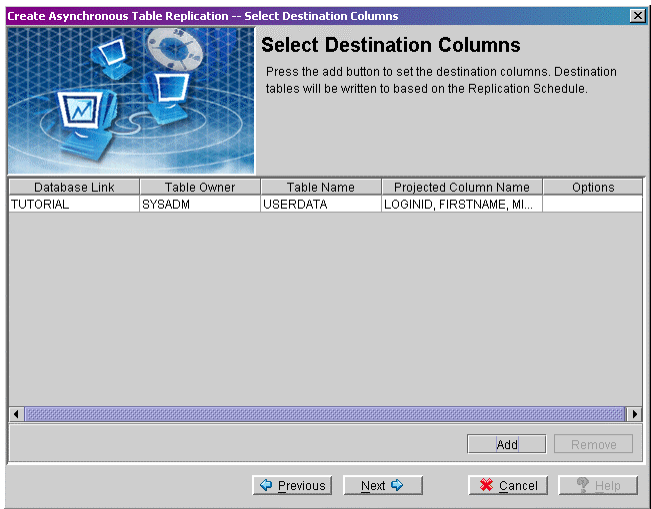 Create Asynchronous Table Replication -- Select Destination Columns
Select Destination Columns
Press the add button to set the destination columns. Destination
tables will be written to based on the Replication Schedule.
Database Link Table Owner Table Name Projected Column Name Options
TUTORIAL SYSADM USERDATA LOGINID, FIRSTNAME, MI...
Add Remove
Previous Next Cancel Help